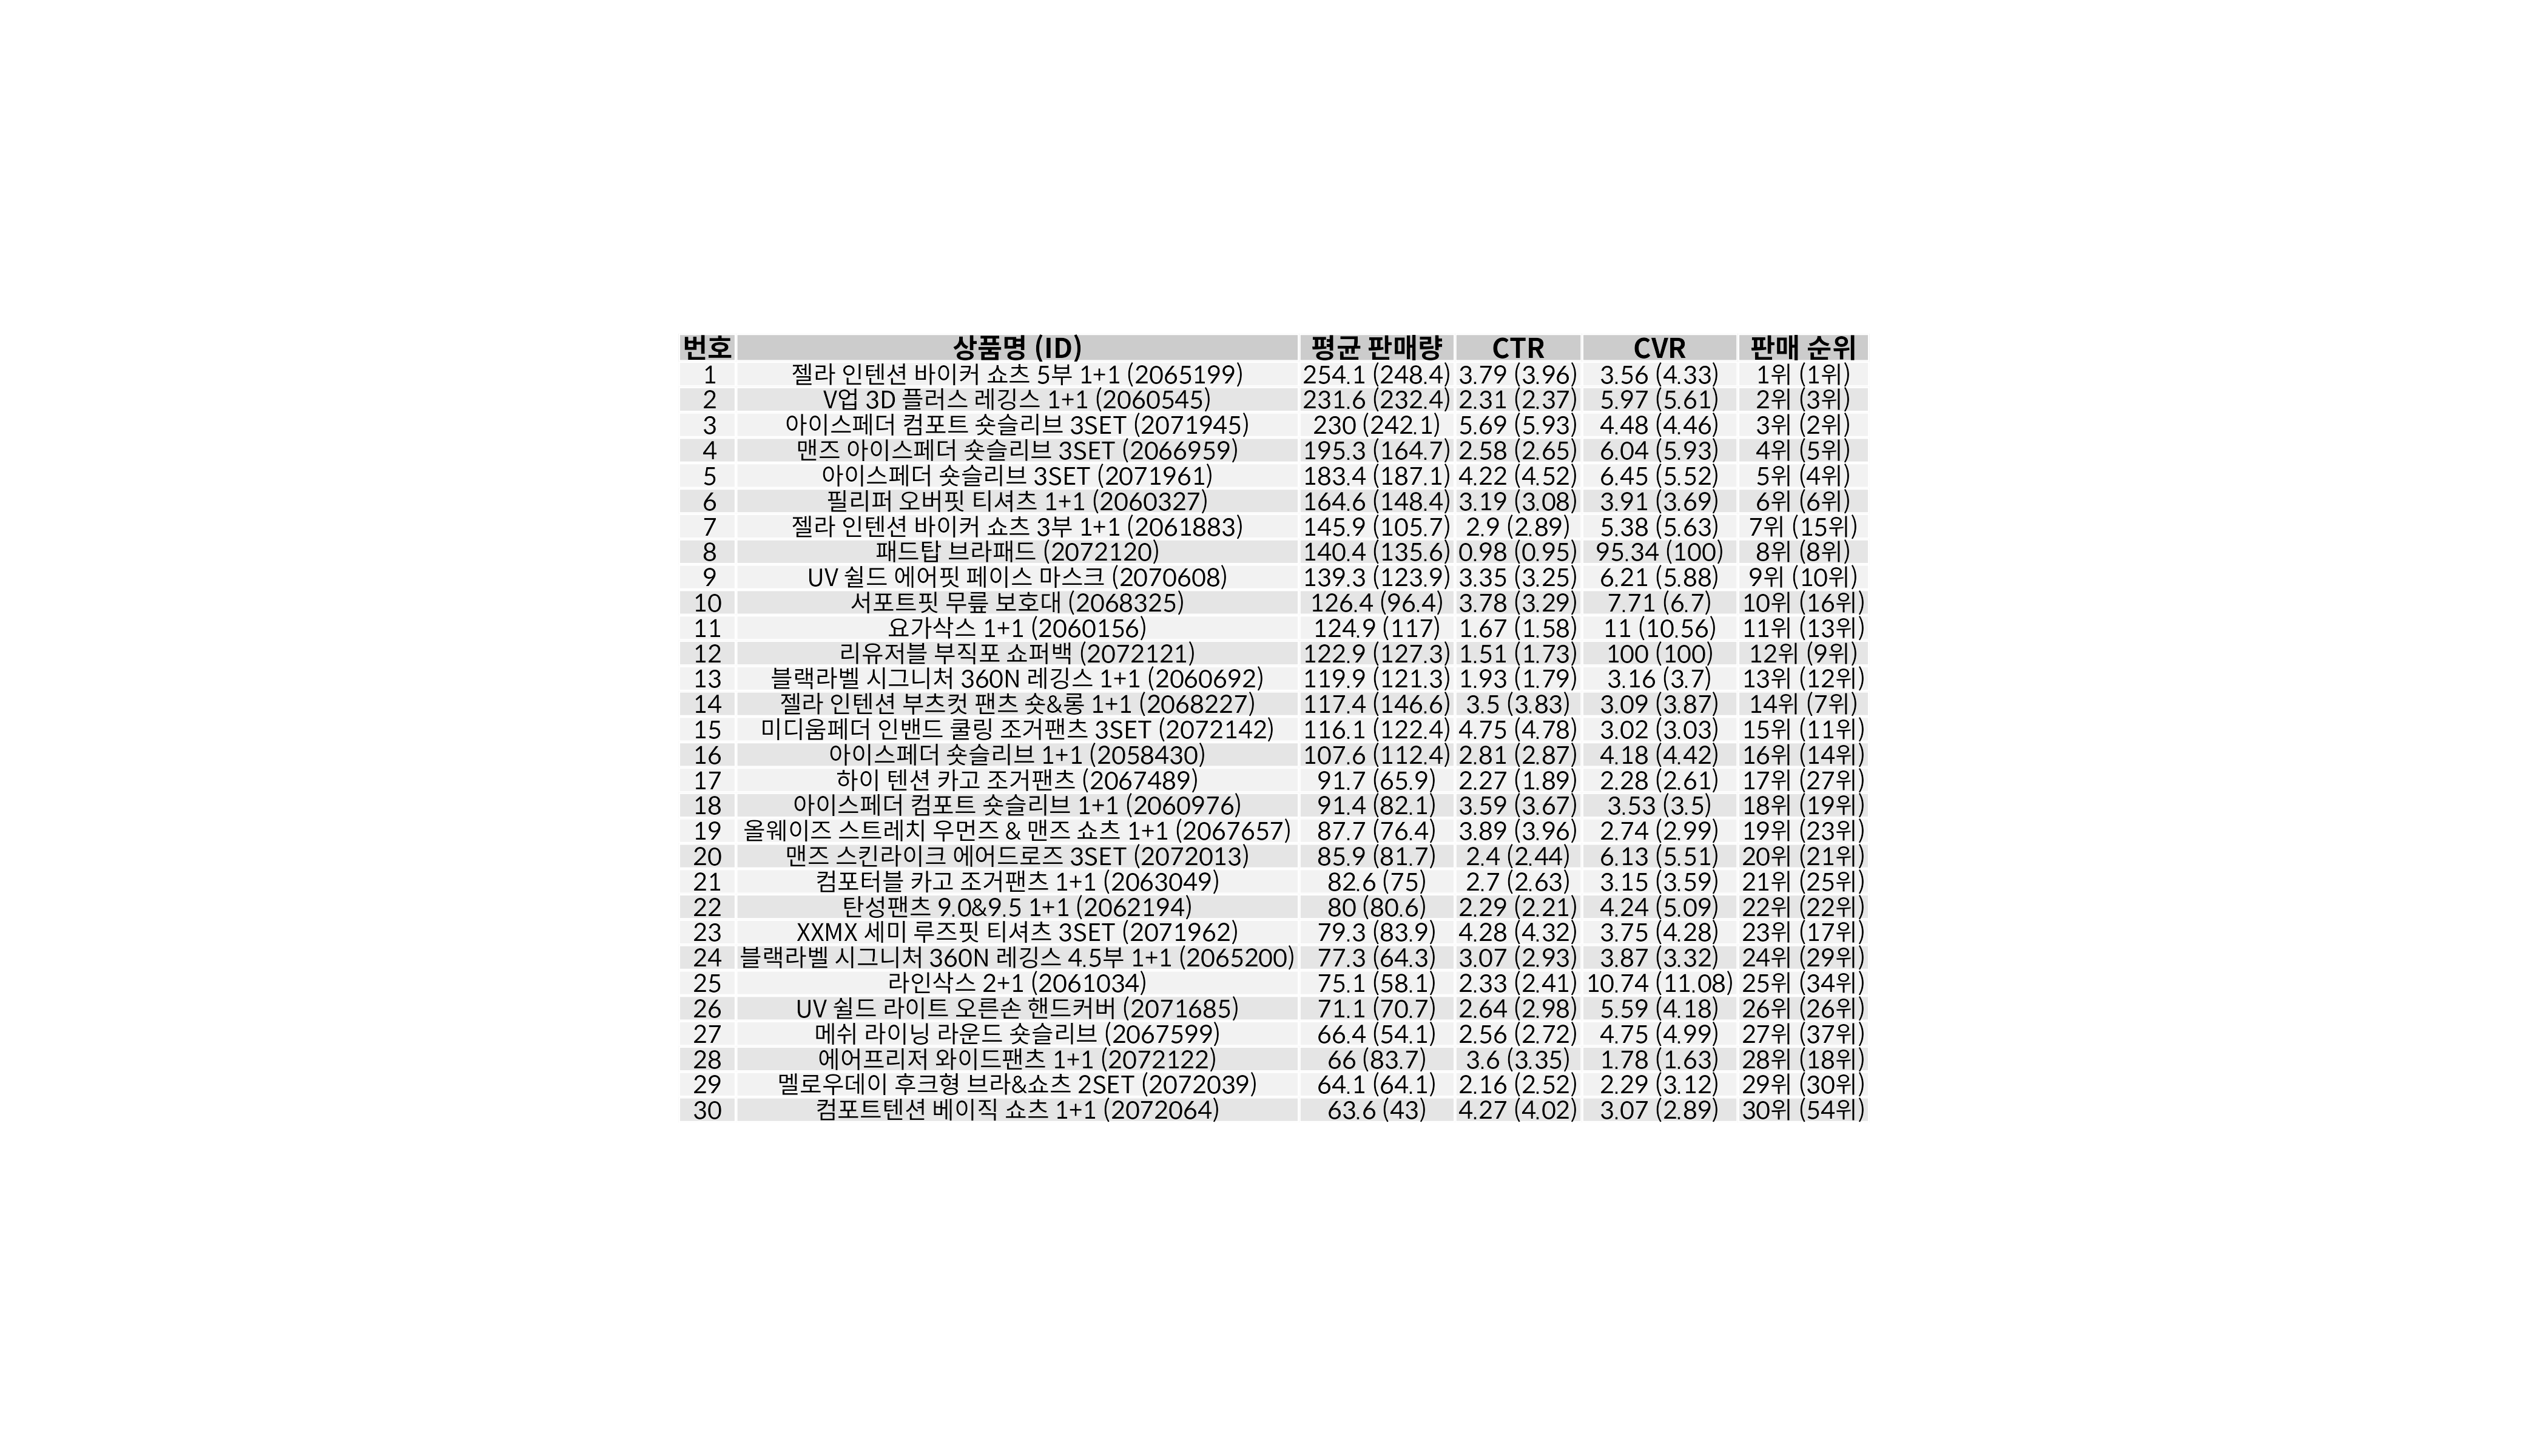 번호 상품명 (ID) 평균 판매량 CTR CVR 판매 순위
1 젤라 인텐션 바이커 쇼츠 5부 1+1 (2065199) 254.1 (248.4) 3.79 (3.96) 3.56 (4.33) 1위 (1위)
2 V업 3D 플러스 레깅스 1+1 (2060545) 231.6 (232.4) 2.31 (2.37) 5.97 (5.61) 2위 (3위)
3 아이스페더 컴포트 숏슬리브 3SET (2071945) 230 (242.1) 5.69 (5.93) 4.48 (4.46) 3위 (2위)
4 맨즈 아이스페더 숏슬리브 3SET (2066959) 195.3 (164.7) 2.58 (2.65) 6.04 (5.93) 4위 (5위)
5 아이스페더 숏슬리브 3SET (2071961) 183.4 (187.1) 4.22 (4.52) 6.45 (5.52) 5위 (4위)
6 필리퍼 오버핏 티셔츠 1+1 (2060327) 164.6 (148.4) 3.19 (3.08) 3.91 (3.69) 6위 (6위)
7 젤라 인텐션 바이커 쇼츠 3부 1+1 (2061883) 145.9 (105.7) 2.9 (2.89) 5.38 (5.63) 7위 (15위)
8 패드탑 브라패드 (2072120) 140.4 (135.6) 0.98 (0.95) 95.34 (100) 8위 (8위)
9 UV 쉴드 에어핏 페이스 마스크 (2070608) 139.3 (123.9) 3.35 (3.25) 6.21 (5.88) 9위 (10위)
10 서포트핏 무릎 보호대 (2068325) 126.4 (96.4) 3.78 (3.29) 7.71 (6.7) 10위 (16위)
11 요가삭스 1+1 (2060156) 124.9 (117) 1.67 (1.58) 11 (10.56) 11위 (13위)
12 리유저블 부직포 쇼퍼백 (2072121) 122.9 (127.3) 1.51 (1.73) 100 (100) 12위 (9위)
13 블랙라벨 시그니처 360N 레깅스 1+1 (2060692) 119.9 (121.3) 1.93 (1.79) 3.16 (3.7) 13위 (12위)
14 젤라 인텐션 부츠컷 팬츠 숏&롱 1+1 (2068227) 117.4 (146.6) 3.5 (3.83) 3.09 (3.87) 14위 (7위)
15 미디움페더 인밴드 쿨링 조거팬츠 3SET (2072142) 116.1 (122.4) 4.75 (4.78) 3.02 (3.03) 15위 (11위)
16 아이스페더 숏슬리브 1+1 (2058430) 107.6 (112.4) 2.81 (2.87) 4.18 (4.42) 16위 (14위)
17 하이 텐션 카고 조거팬츠 (2067489) 91.7 (65.9) 2.27 (1.89) 2.28 (2.61) 17위 (27위)
18 아이스페더 컴포트 숏슬리브 1+1 (2060976) 91.4 (82.1) 3.59 (3.67) 3.53 (3.5) 18위 (19위)
19 올웨이즈 스트레치 우먼즈 & 맨즈 쇼츠 1+1 (2067657) 87.7 (76.4) 3.89 (3.96) 2.74 (2.99) 19위 (23위)
20 맨즈 스킨라이크 에어드로즈 3SET (2072013) 85.9 (81.7) 2.4 (2.44) 6.13 (5.51) 20위 (21위)
21 컴포터블 카고 조거팬츠 1+1 (2063049) 82.6 (75) 2.7 (2.63) 3.15 (3.59) 21위 (25위)
22 탄성팬츠 9.0&9.5 1+1 (2062194) 80 (80.6) 2.29 (2.21) 4.24 (5.09) 22위 (22위)
23 XXMX 세미 루즈핏 티셔츠 3SET (2071962) 79.3 (83.9) 4.28 (4.32) 3.75 (4.28) 23위 (17위)
24 블랙라벨 시그니처 360N 레깅스 4.5부 1+1 (2065200) 77.3 (64.3) 3.07 (2.93) 3.87 (3.32) 24위 (29위)
25 라인삭스 2+1 (2061034) 75.1 (58.1) 2.33 (2.41) 10.74 (11.08) 25위 (34위)
26 UV 쉴드 라이트 오른손 핸드커버 (2071685) 71.1 (70.7) 2.64 (2.98) 5.59 (4.18) 26위 (26위)
27 메쉬 라이닝 라운드 숏슬리브 (2067599) 66.4 (54.1) 2.56 (2.72) 4.75 (4.99) 27위 (37위)
28 에어프리저 와이드팬츠 1+1 (2072122) 66 (83.7) 3.6 (3.35) 1.78 (1.63) 28위 (18위)
29 멜로우데이 후크형 브라&쇼츠 2SET (2072039) 64.1 (64.1) 2.16 (2.52) 2.29 (3.12) 29위 (30위)
30 컴포트텐션 베이직 쇼츠 1+1 (2072064) 63.6 (43) 4.27 (4.02) 3.07 (2.89) 30위 (54위)